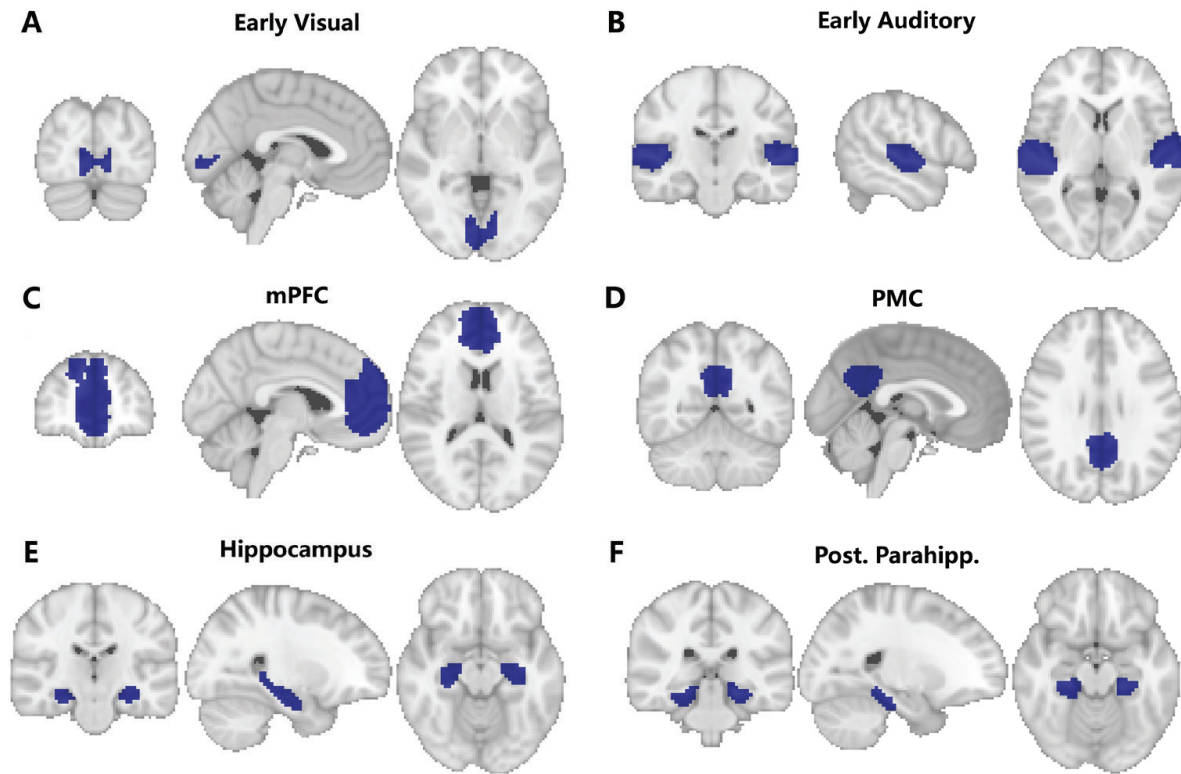 A
Early Visual
B
Early Auditory
C
mPFC
D
PMC
E
Hippocampus
F
Post. Parahipp.